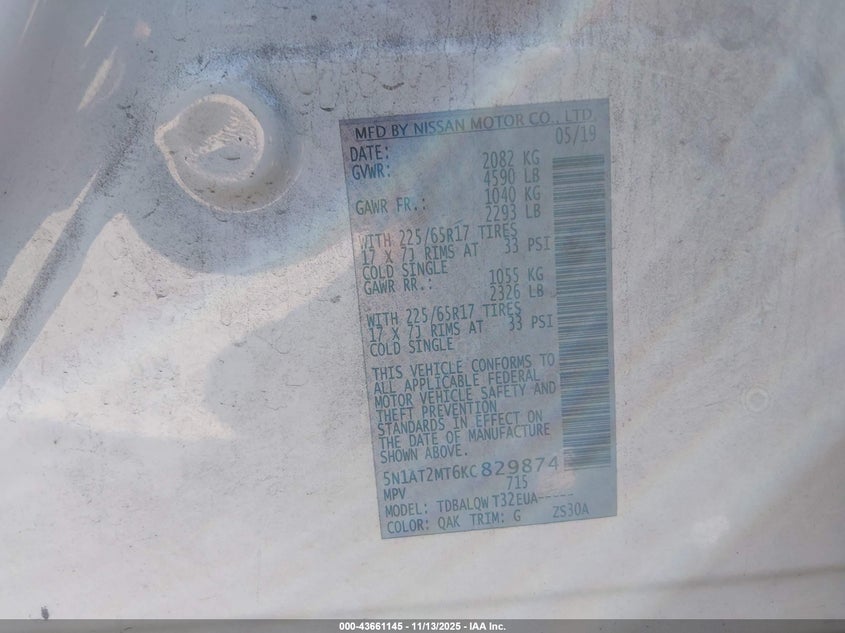 MFD BY NISSAN MOTOR CO., LTD.
DATE: 05/19
GVWR: 2082 KG
4590 LB
GAWR FR.: 1040 KG
2293 LB
WITH 225/65R17 TIRES
17 X 7J RIMS AT 33 PSI
COLD SINGLE
GAWR RR.: 1055 KG
2326 LB
WITH 225/65R17 TIRES
17 X 7J RIMS AT 33 PSI
COLD SINGLE
THIS VEHICLE CONFORMS TO
ALL APPLICABLE FEDERAL
MOTOR VEHICLE SAFETY AND
THEFT PREVENTION
STANDARDS IN EFFECT ON
THE DATE OF MANUFACTURE
SHOWN ABOVE.
5N1AT2MT6KC829874
MPV 715
MODEL: TDBALQW T32EUA-----
COLOR: QAK TRIM: G ZS30A
000-43661145 - 11/13/2025 - IAA Inc.